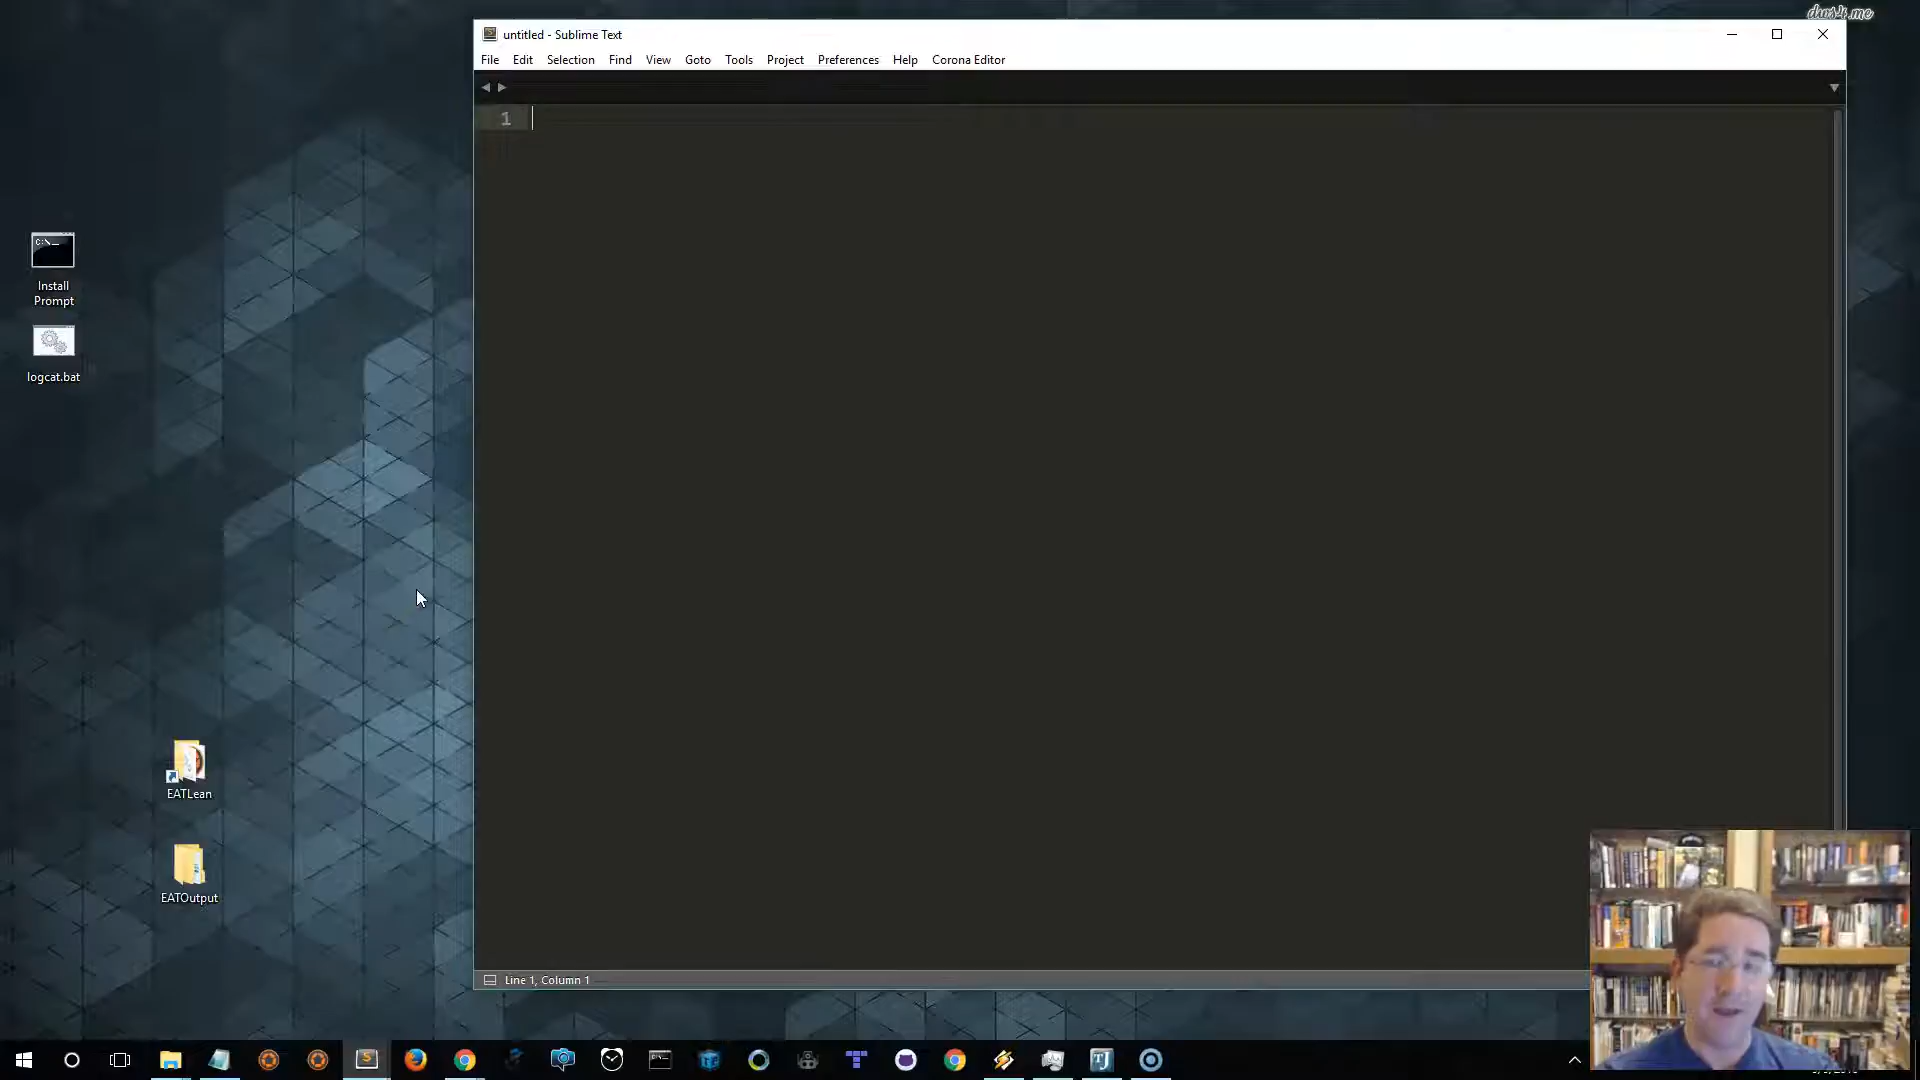 untitled - Sublime Text
File Edit Selection Find View Goto Tools Project Preferences Help Corona Editor
1
C:\_
Install
Prompt
logcat.bat
EATLean
EATOutput
Line 1, Column 1
TJ